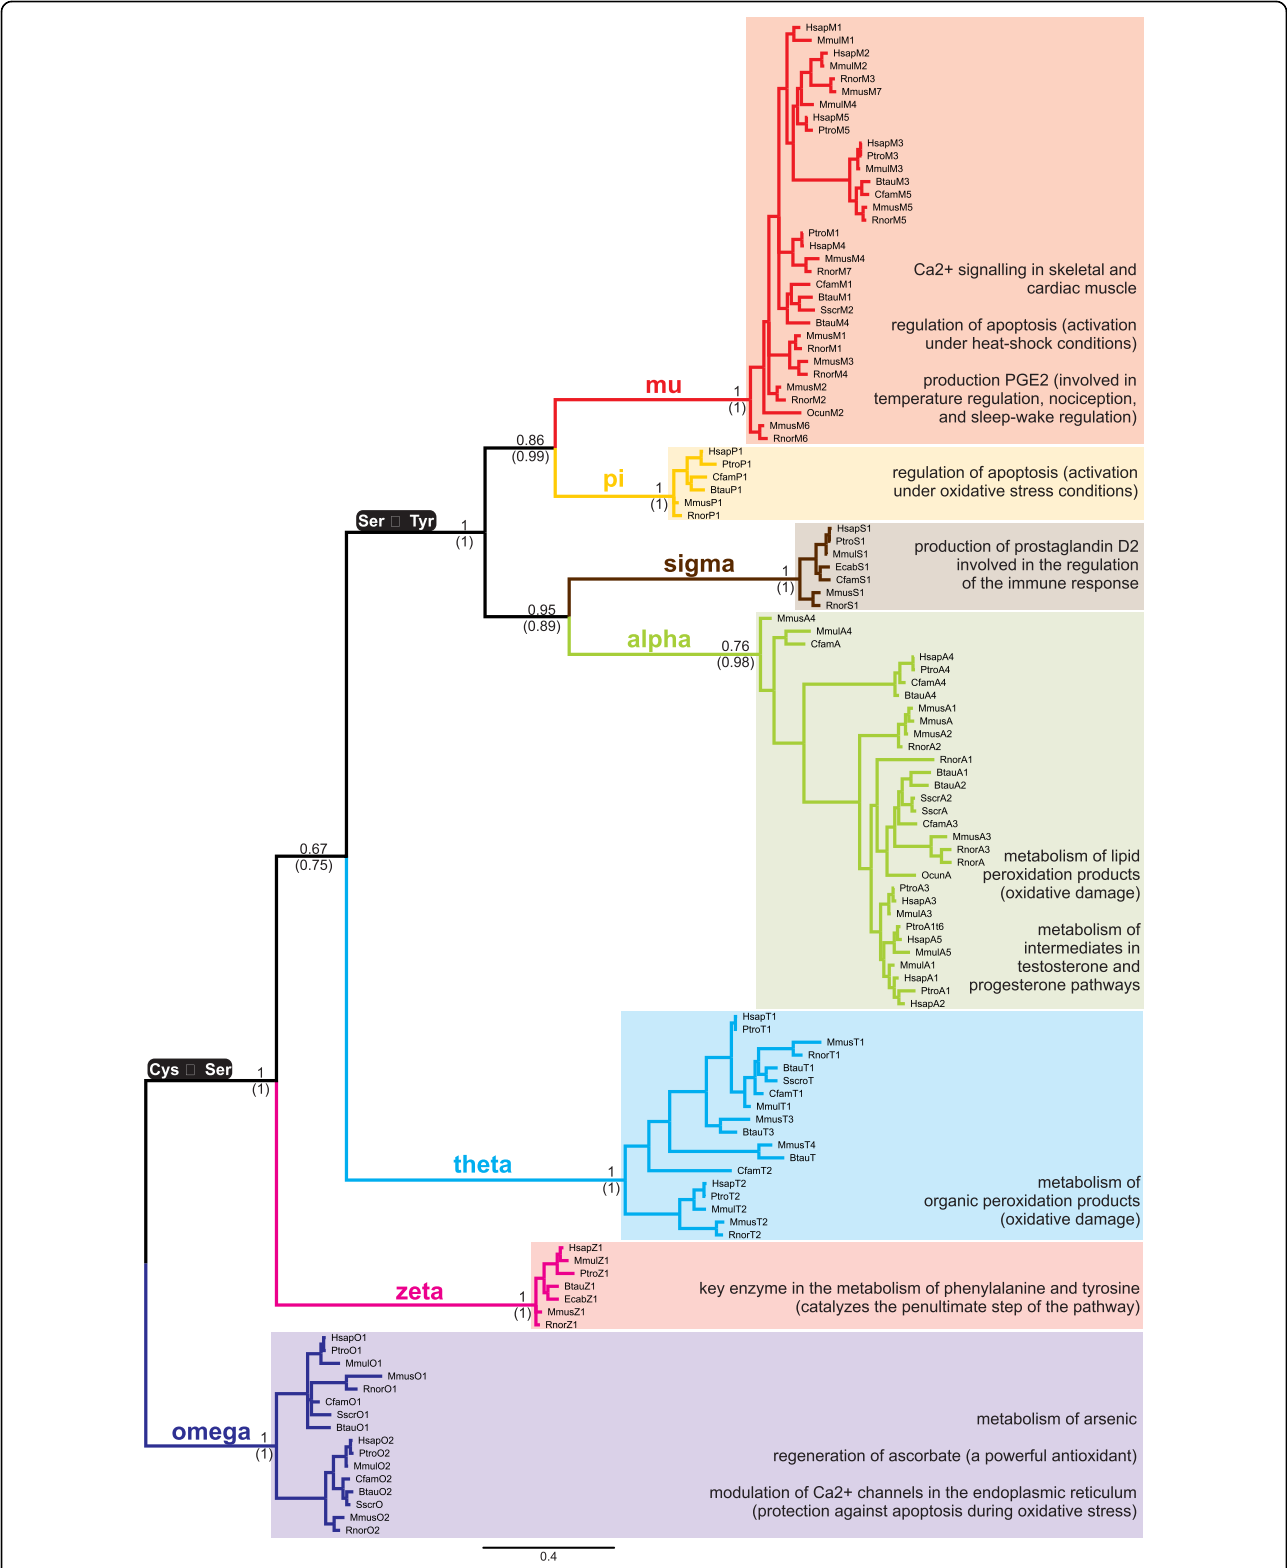 HsapM1
MmulM1
HsapM2
MmulM2
RnorM3
MmusM7
MmulM4
HsapM5
PtroM5
HsapM3
PtroM3
MmulM3
BtauM3
CfamM5
MmusM5
RnorM5
PtroM1
HsapM4
MmusM4
RnorM7
CfamM1
BtauM1
SscrM2
BtauM4
MmusM1
RnorM1
MmusM3
RnorM4
MmusM2
RnorM2
OcunM2
MmusM6
RnorM6
Ca2+ signalling in skeletal and
cardiac muscle
regulation of apoptosis (activation
under heat-shock conditions)
production PGE2 (involved in
temperature regulation, nociception,
and sleep-wake regulation)
mu
1
(1)
0.86
(0.99)
pi
1
(1)
HsapP1
PtroP1
CfamP1
BtauP1
MmusP1
RnorP1
regulation of apoptosis (activation
under oxidative stress conditions)
Ser □ Tyr
1
(1)
sigma
1
(1)
HsapS1
PtroS1
MmulS1
EcabS1
CfamS1
MmusS1
RnorS1
production of prostaglandin D2
involved in the regulation
of the immune response
0.95
(0.89)
alpha
0.76
(0.98)
MmusA4
MmulA4
CfamA
HsapA4
PtroA4
CfamA4
BtauA4
MmusA1
MmusA
MmusA2
RnorA2
RnorA1
BtauA1
BtauA2
SscrA2
SscrA
CfamA3
MmusA3
RnorA3
RnorA
OcunA
PtroA3
HsapA3
MmulA3
PtroA1t6
HsapA5
MmulA5
MmulA1
HsapA1
PtroA1
HsapA2
metabolism of lipid
peroxidation products
(oxidative damage)
metabolism of
intermediates in
testosterone and
progesterone pathways
0.67
(0.75)
Cys □ Ser
1
(1)
theta
1
(1)
HsapT1
PtroT1
MmusT1
RnorT1
BtauT1
SscroT
CfamT1
MmulT1
MmusT3
BtauT3
MmusT4
BtauT
CfamT2
HsapT2
PtroT2
MmulT2
MmusT2
RnorT2
metabolism of
organic peroxidation products
(oxidative damage)
zeta
1
(1)
HsapZ1
MmulZ1
PtroZ1
BtauZ1
EcabZ1
MmusZ1
RnorZ1
key enzyme in the metabolism of phenylalanine and tyrosine
(catalyzes the penultimate step of the pathway)
omega
1
(1)
HsapO1
PtroO1
MmulO1
MmusO1
RnorO1
CfamO1
SscrO1
BtauO1
HsapO2
PtroO2
MmulO2
CfamO2
BtauO2
SscrO
MmusO2
RnorO2
metabolism of arsenic
regeneration of ascorbate (a powerful antioxidant)
modulation of Ca2+ channels in the endoplasmic reticulum
(protection against apoptosis during oxidative stress)
0.4